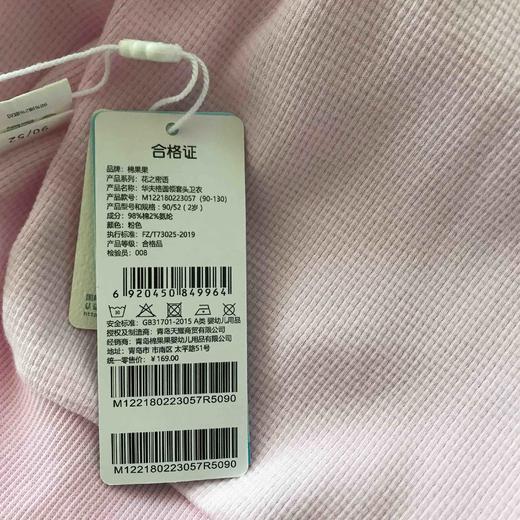 合格证
品牌：棉果果
产品系列：花之密语
产品名称：华夫格圆领套头卫衣
产品款号：M122180223057（90-130）
产品型号和规格：90/52（2岁）
成分：98%棉2%氨纶
颜色：粉色
执行标准：FZ/T73025-2019
产品等级：合格品
检验员：008
6 920450 849964
安全标准：GB31701-2015 A类 婴幼儿用品
授权及制造商：青岛天耀商贸有限公司
经销商：青岛棉果果婴幼儿用品有限公司
地址：青岛市 市南区 太平路51号
统一零售价：¥169.00
M122180223057R5090
M122180223057R5090
90/52
http